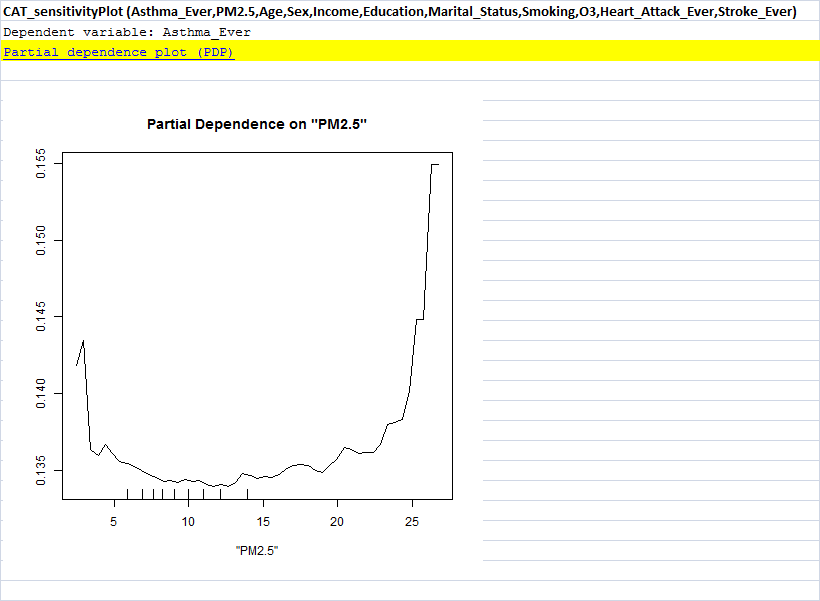 CAT_sensitivityPlot (Asthma_Ever,PM2.5,Age,Sex,Income,Education,Marital_Status,Smoking,O3,Heart_Attack_Ever,Stroke_Ever)
Dependent variable: Asthma_Ever
Partial dependence plot (PDP)
Partial Dependence on "PM2.5"
0.155
0.150
0.145
0.140
0.135
5 10 15 20 25
"PM2.5"